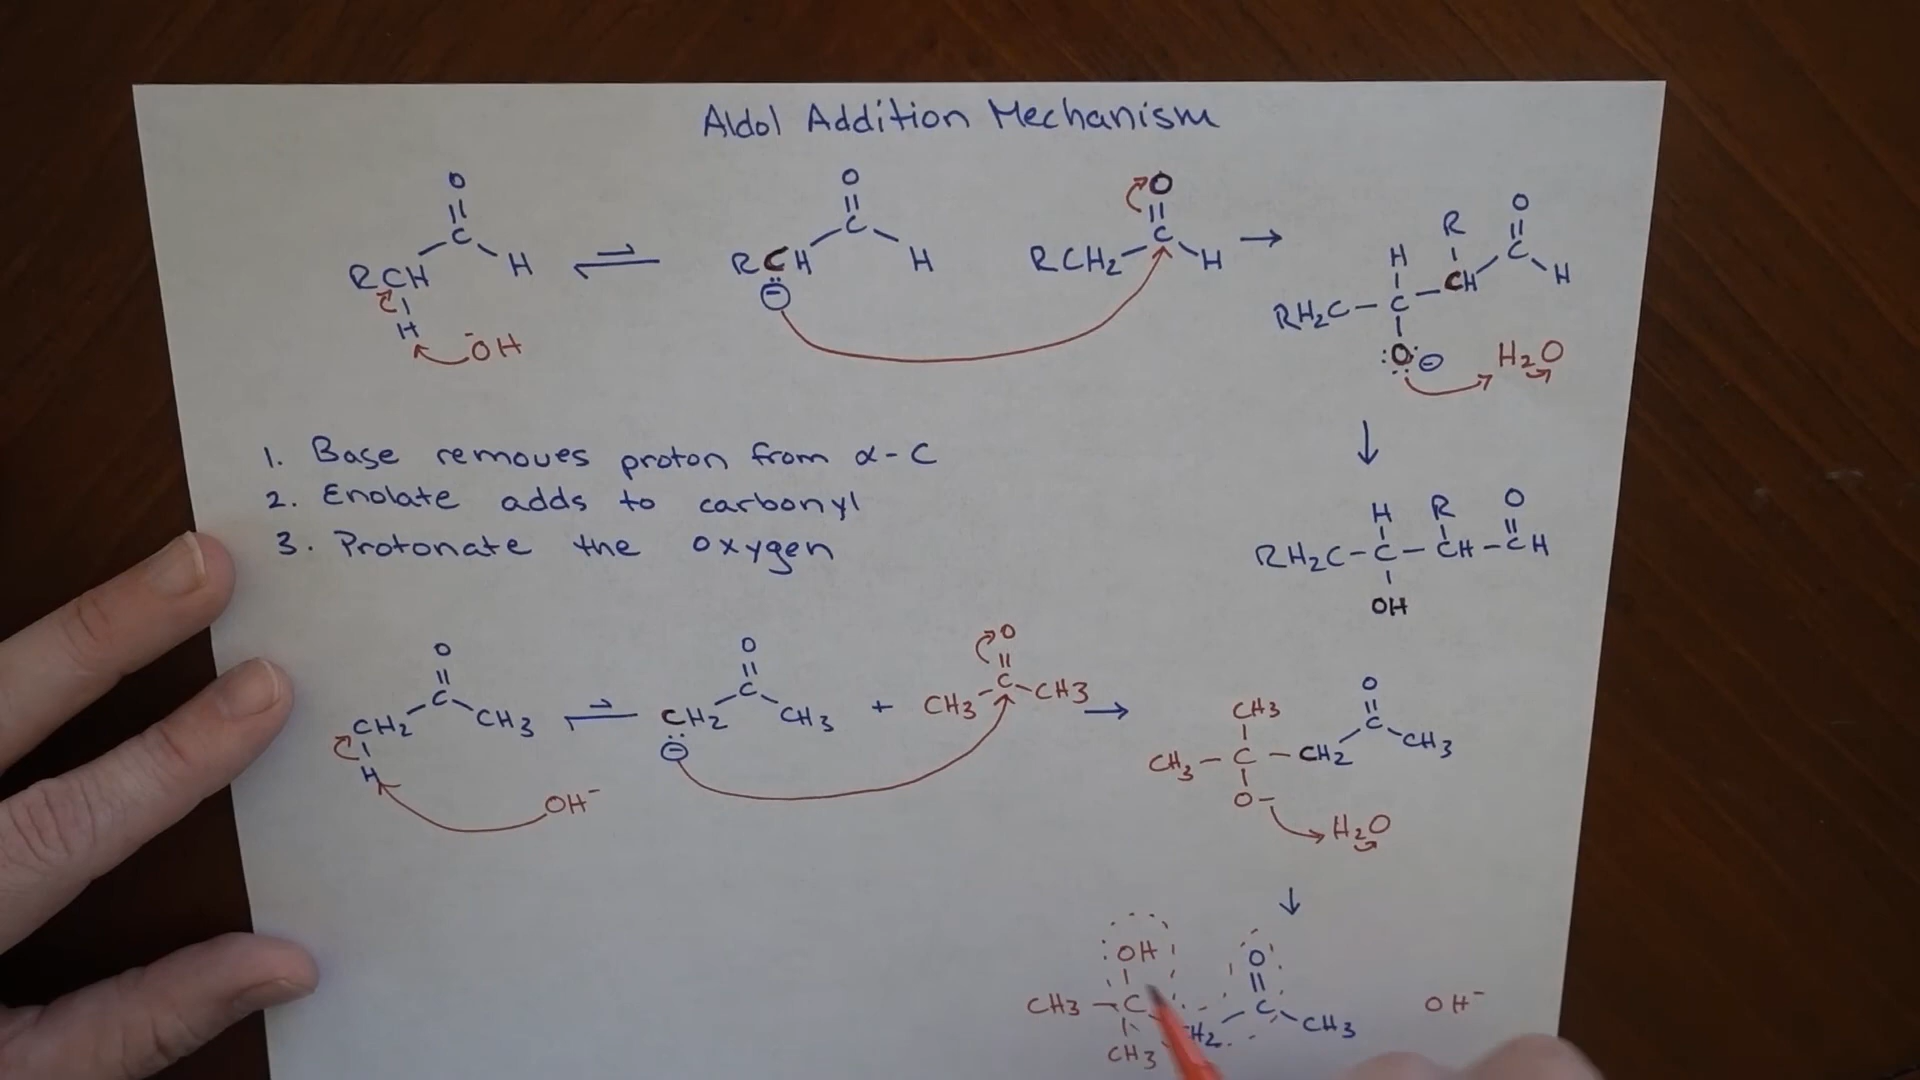 Aldol Addition Mechanism
O
||
C
RCH H
H
-OH
O
||
C
RCH H
⊖
O
||
C
RCH2 H
R O
H ||
C
RH2C-C-CH H
:O: ⊖ H2O
1. Base removes proton from α-C
2. Enolate adds to carbonyl
3. Protonate the oxygen
H R O
RH2C-C-CH-CH
OH
O
||
C
CH2 CH3
H
OH-
O
||
C
CH2 CH3
⊖
+
O
||
C
CH3 CH3
CH3 O
||
C
CH3-C-CH2 CH3
O- H2O
OH O
||
CH3-C C OH-
H2 CH3
CH3